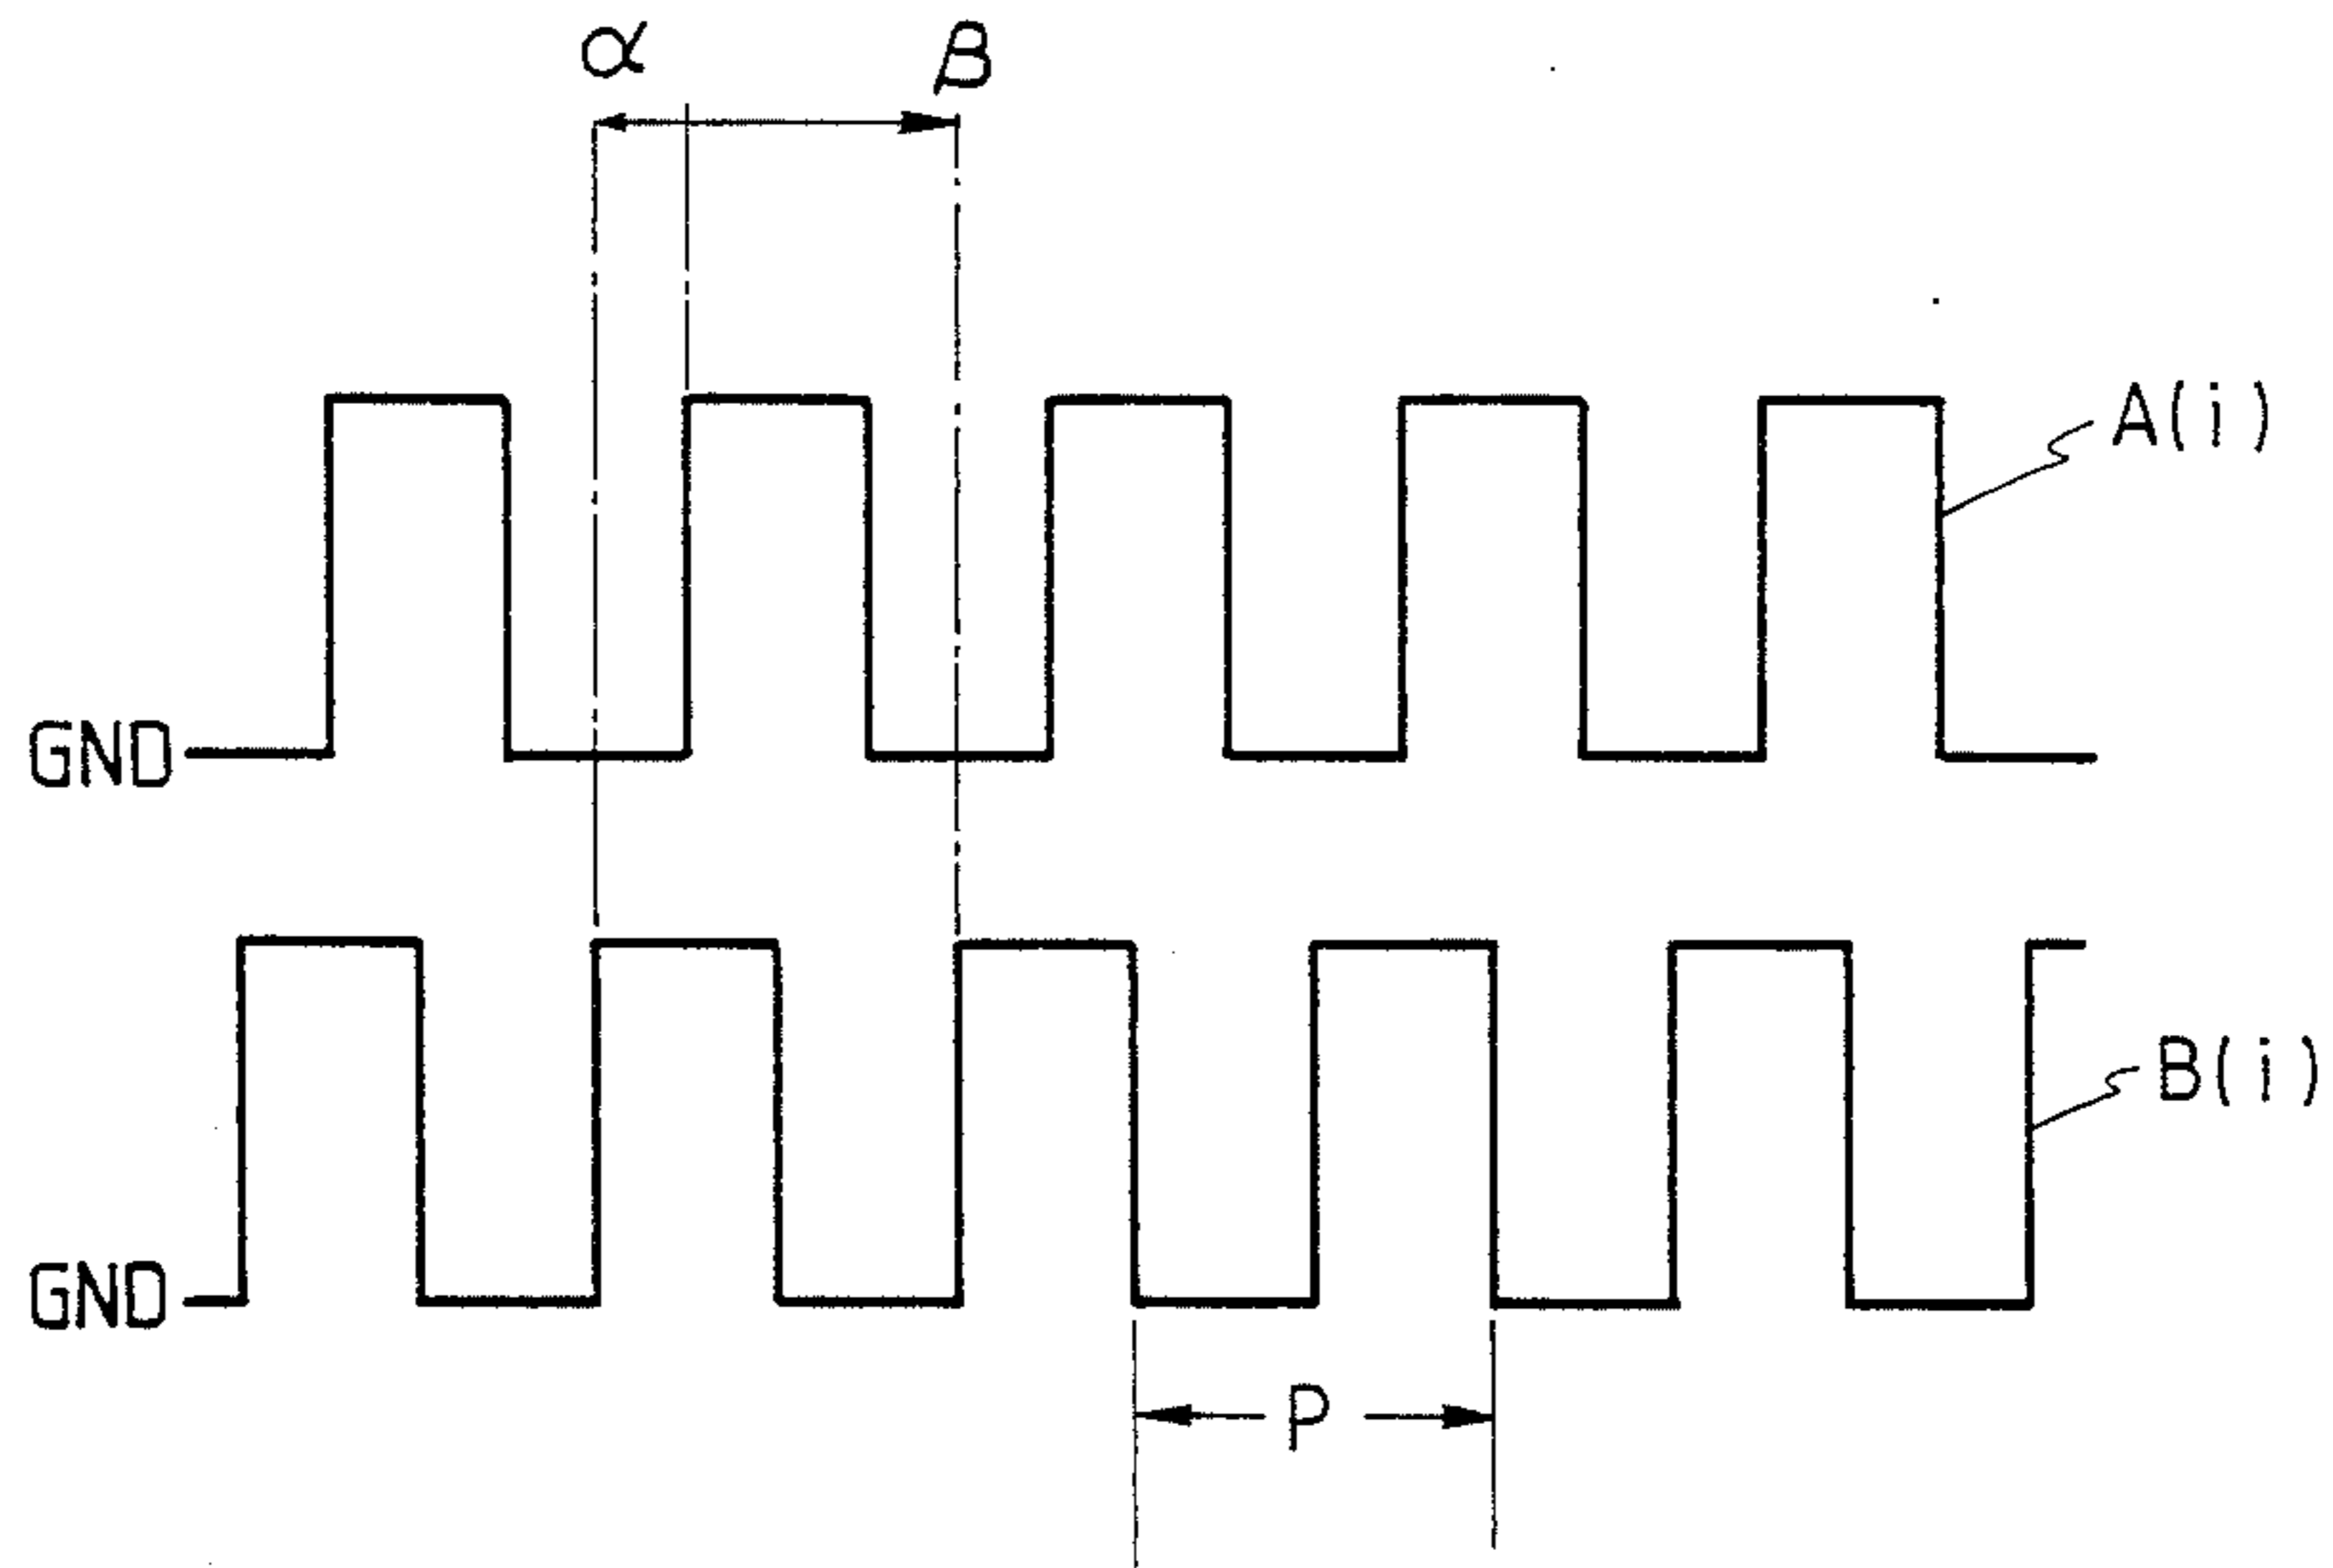 α β
A(i)
GND
B(i)
GND
P